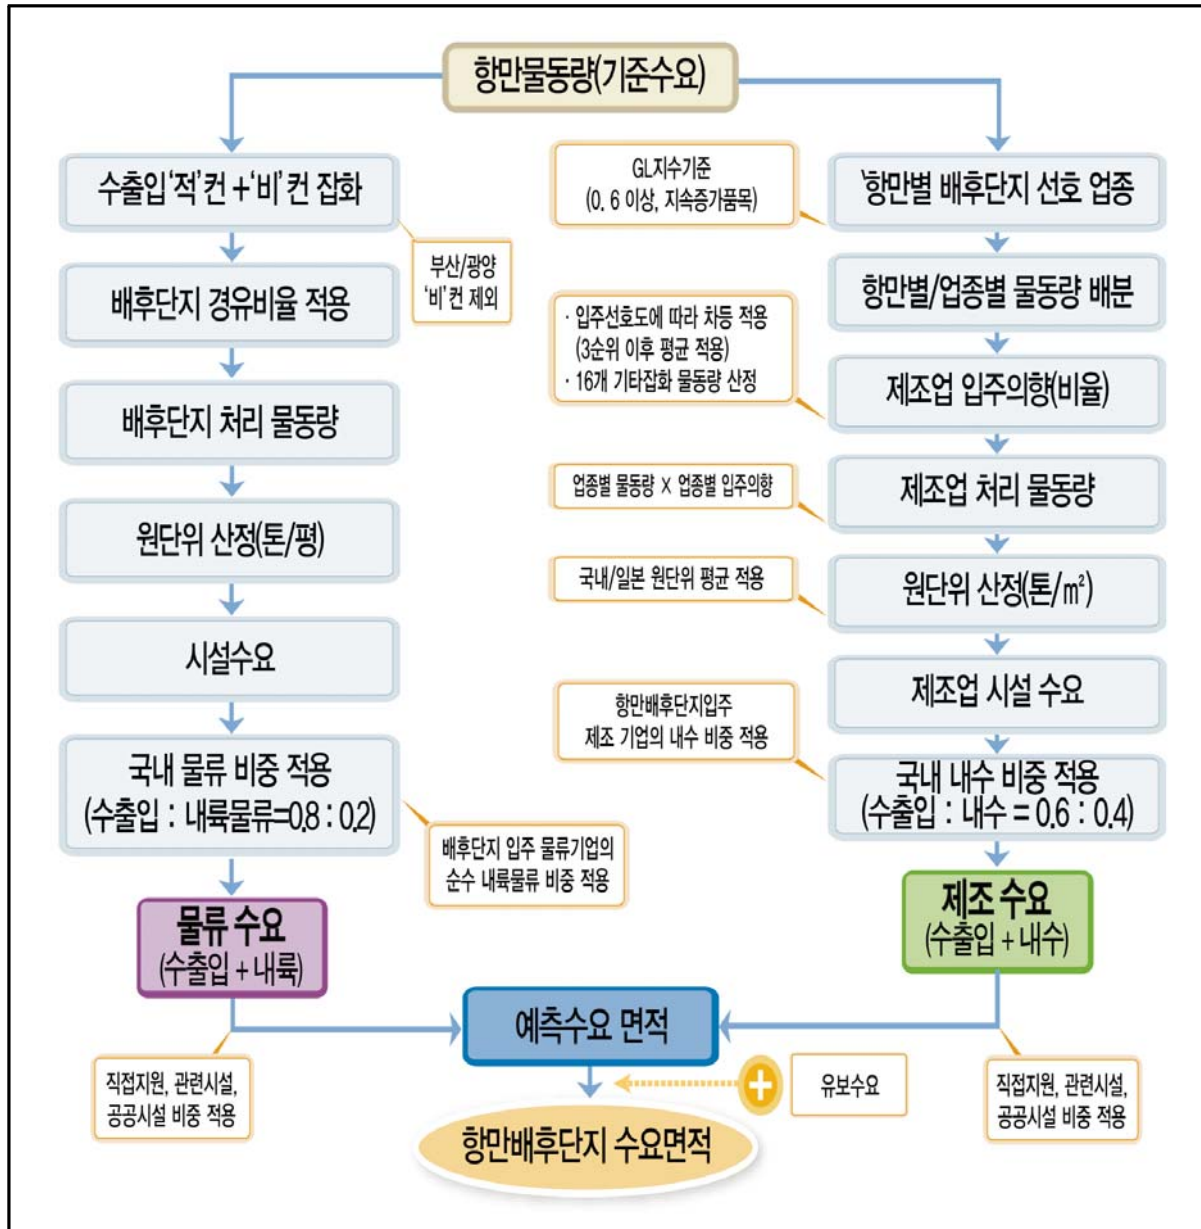 항만물동량(기준수요)
수출입‘적’컨 +‘비’컨 잡화
부산/광양
‘비’컨 제외
배후단지 경유비율 적용
배후단지 처리 물동량
원단위 산정(톤/평)
시설수요
국내 물류 비중 적용
(수출입 : 내륙물류=0.8 : 0.2)
배후단지 입주 물류기업의
순수 내륙물류 비중 적용
물류 수요
(수출입 + 내륙)
직접지원, 관련시설,
공공시설 비중 적용
GL지수기준
(0. 6 이상, 지속증가품목)
‘항만별 배후단지 선호 업종
항만별/업종별 물동량 배분
· 입주선호도에 따라 차등 적용
(3순위 이후 평균 적용)
· 16개 기타잡화 물동량 산정
제조업 입주의향(비율)
업종별 물동량 × 업종별 입주의향
제조업 처리 물동량
국내/일본 원단위 평균 적용
원단위 산정(톤/㎡)
제조업 시설 수요
항만배후단지입주
제조 기업의 내수 비중 적용
국내 내수 비중 적용
(수출입 : 내수 = 0.6 : 0.4)
제조 수요
(수출입 + 내수)
직접지원, 관련시설,
공공시설 비중 적용
예측수요 면적
+
유보수요
항만배후단지 수요면적